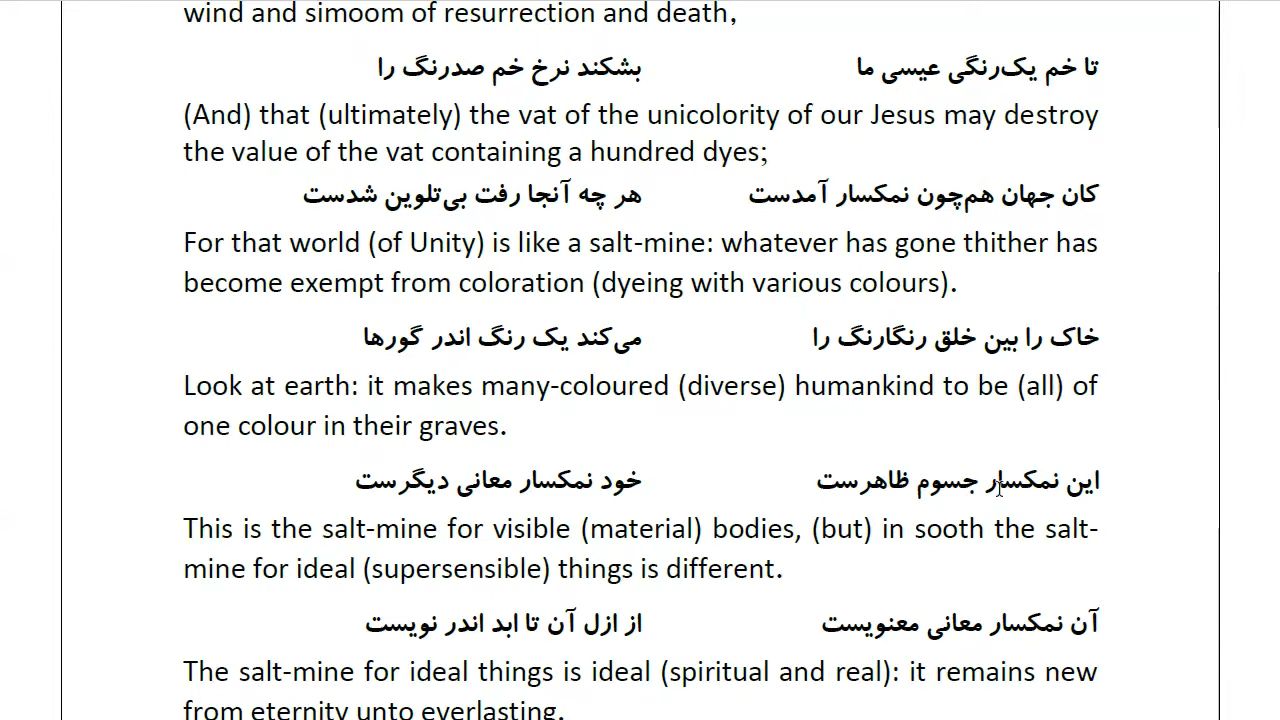 wind and simoom of resurrection and death,
تا خم یک‌رنگی عیسی ما بشکند نرخ خم صدرنگ را
(And) that (ultimately) the vat of the unicolority of our Jesus may destroy
the value of the vat containing a hundred dyes;
کان جهان هم‌چون نمکسار آمدست هر چه آنجا رفت بی‌تلوین شدست
For that world (of Unity) is like a salt-mine: whatever has gone thither has
become exempt from coloration (dyeing with various colours).
خاک را بین خلق رنگارنگ را می‌کند یک رنگ اندر گورها
Look at earth: it makes many-coloured (diverse) humankind to be (all) of
one colour in their graves.
این نمکسار جسوم ظاهرست خود نمکسار معانی دیگرست
This is the salt-mine for visible (material) bodies, (but) in sooth the salt-
mine for ideal (supersensible) things is different.
آن نمکسار معانی معنویست از ازل آن تا ابد اندر نویست
The salt-mine for ideal things is ideal (spiritual and real): it remains new
from eternity unto everlasting.